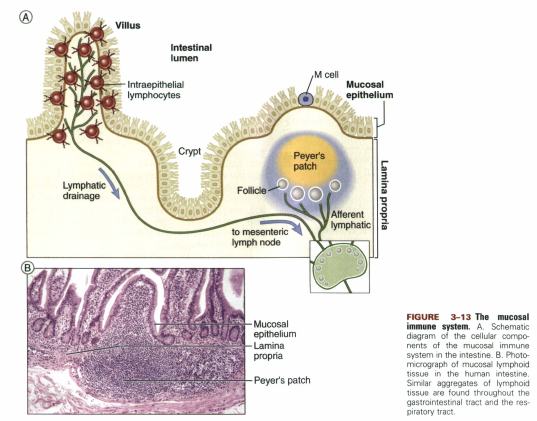 A
Villus
Intestinal
lumen
M cell
Intraepithelial
lymphocytes
Mucosal
epithelium
Crypt
Peyer's
patch
Lymphatic
drainage
Follicle
Lamina propria
Afferent
lymphatic
to mesenteric
lymph node
B
Mucosal
epithelium
Lamina
propria
Peyer's patch
FIGURE 3–13 The mucosal
immune system. A. Schematic
diagram of the cellular compo-
nents of the mucosal immune
system in the intestine. B. Photo-
micrograph of mucosal lymphoid
tissue in the human intestine.
Similar aggregates of lymphoid
tissue are found throughout the
gastrointestinal tract and the res-
piratory tract.